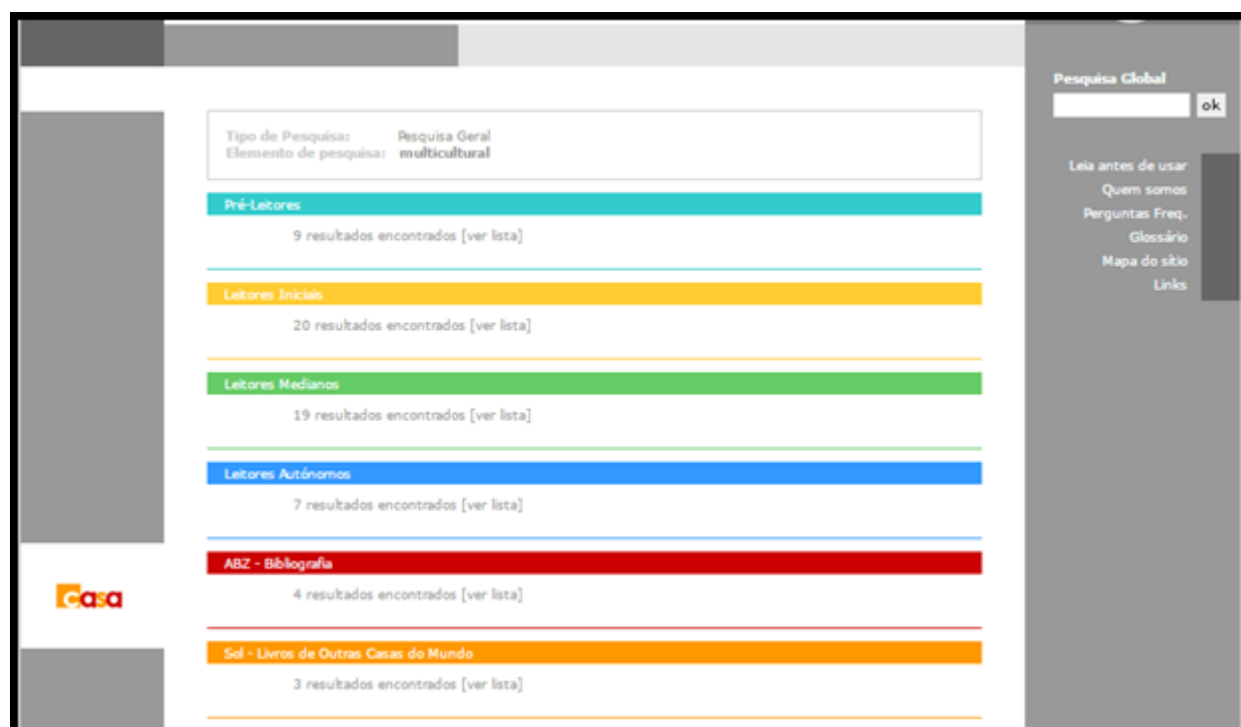 Pesquisa Global
ok
Tipo de Pesquisa: Pesquisa Geral
Elemento de pesquisa: multicultural
Leia antes de usar
Quem somos
Perguntas Freq.
Glossário
Mapa do sítio
Links
Pré-Leitores
9 resultados encontrados [ver lista]
Leitores Iniciais
20 resultados encontrados [ver lista]
Leitores Medianos
19 resultados encontrados [ver lista]
Leitores Autónomos
7 resultados encontrados [ver lista]
ABZ - Bibliografia
4 resultados encontrados [ver lista]
casa
Sol - Livros de Outras Casas do Mundo
3 resultados encontrados [ver lista]